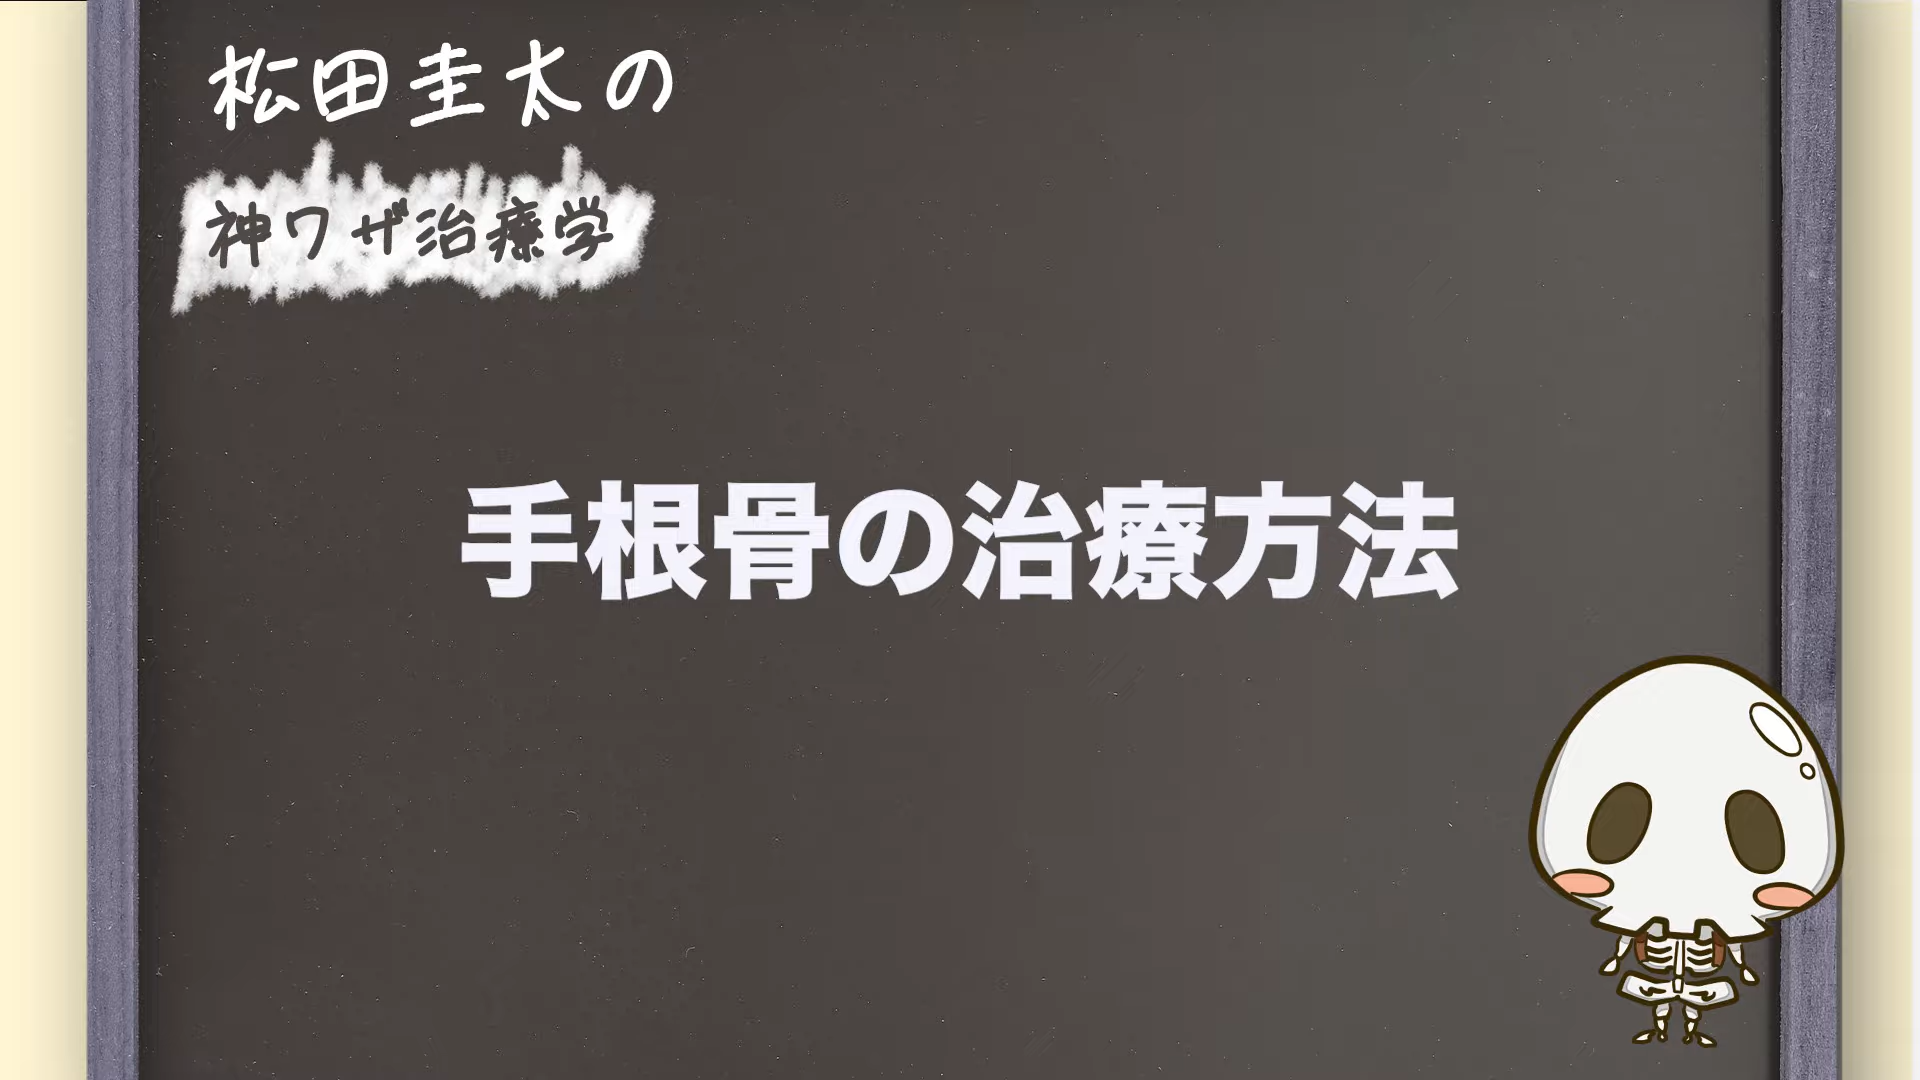 松田圭太の
神ワザ治療学
手根骨の治療方法